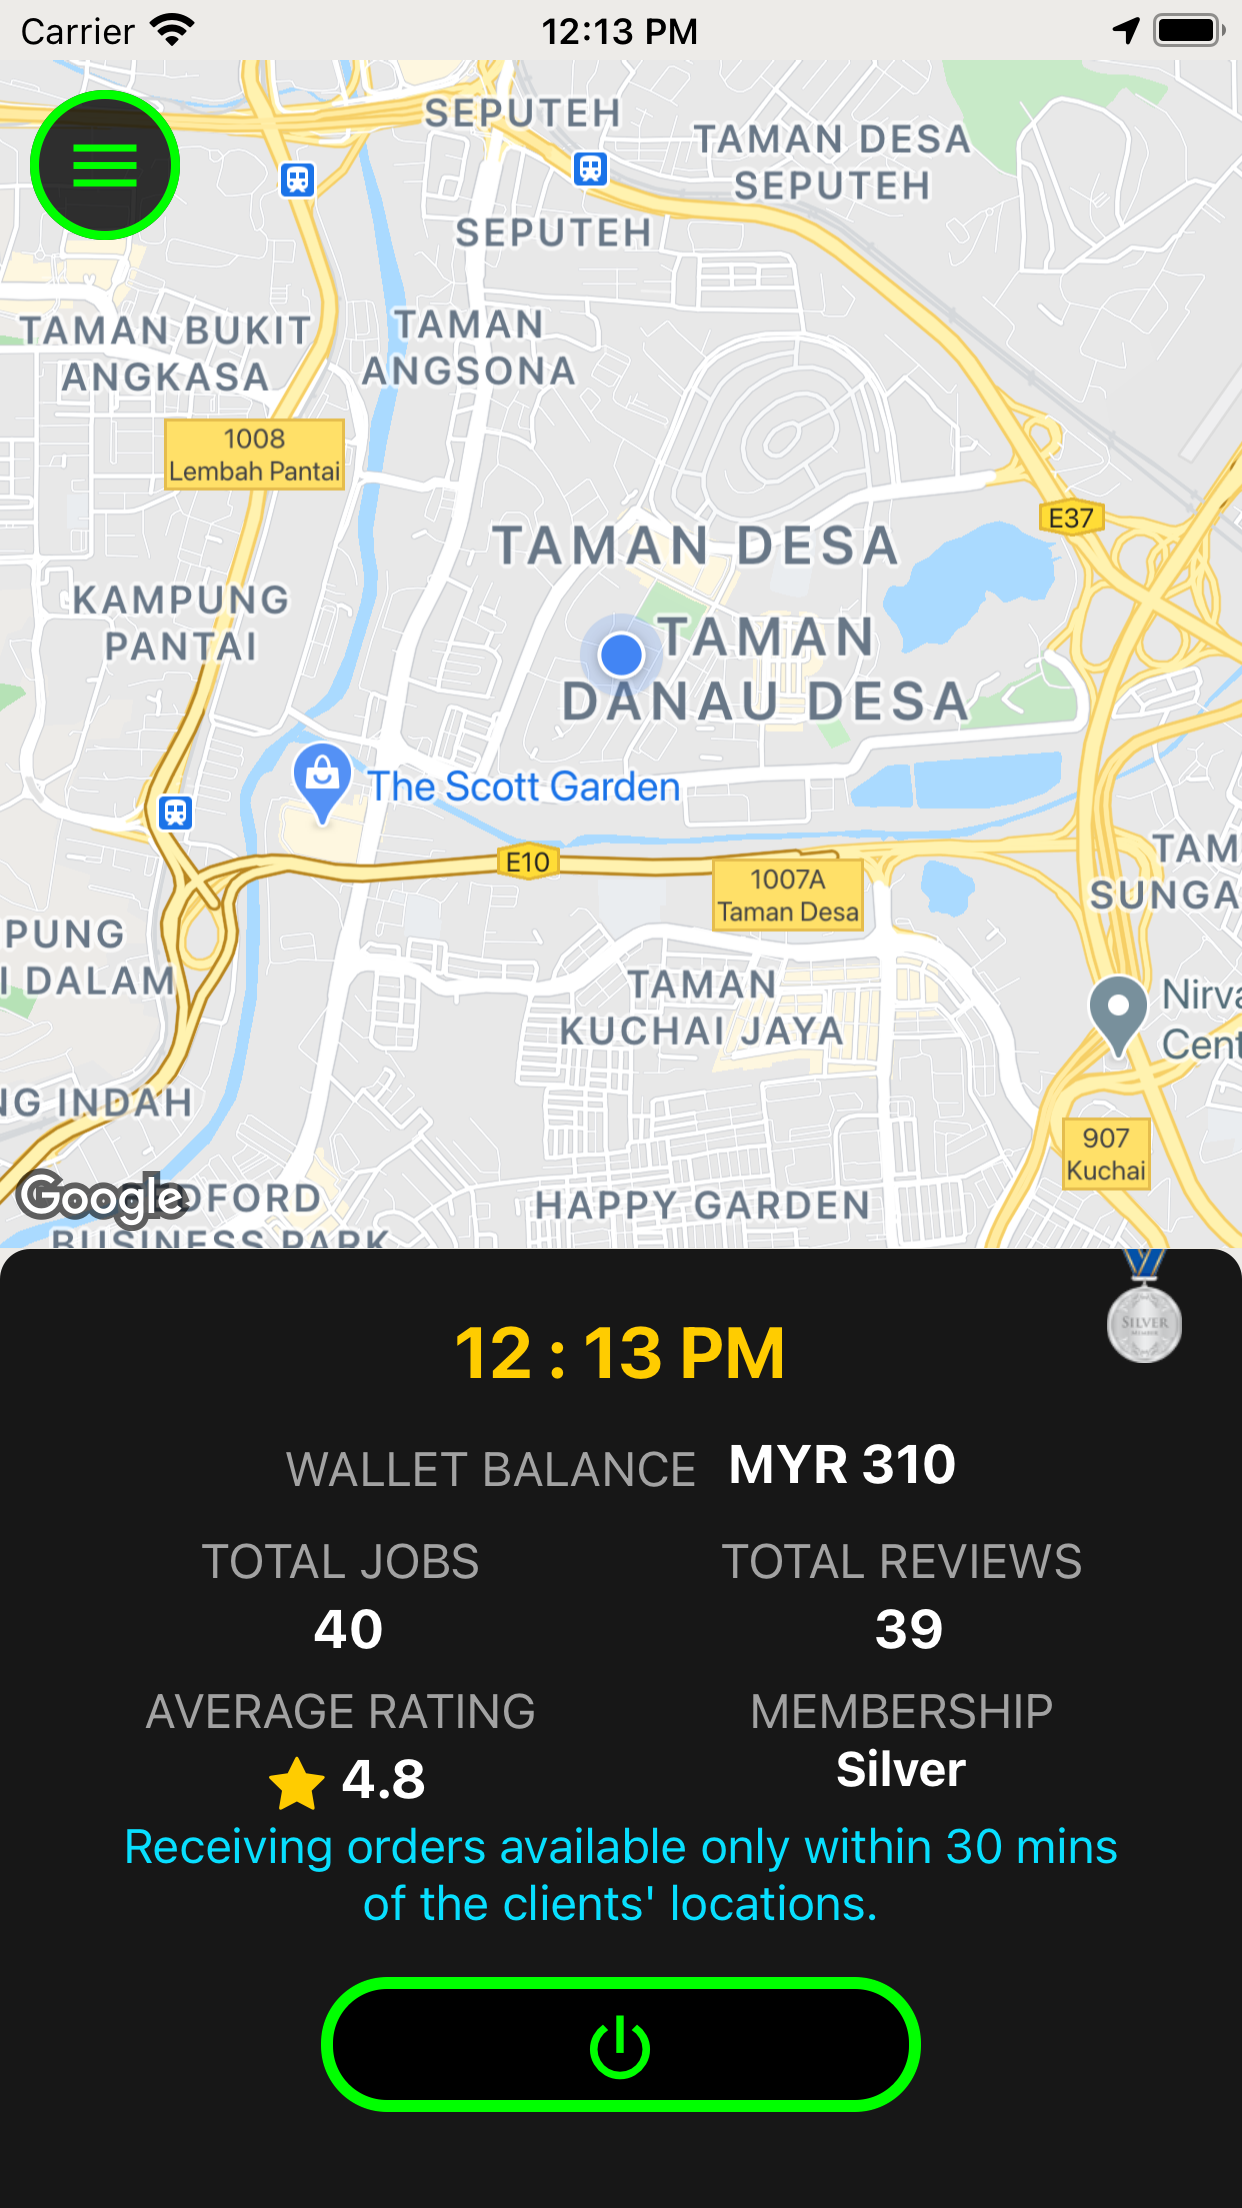 Carrier
12:13 PM
SEPUTEH
TAMAN DESA
SEPUTEH
SEPUTEH
TAMAN BUKIT
ANGKASA
TAMAN
ANGSONA
1008
Lembah Pantai
E37
TAMAN DESA
KAMPUNG
PANTAI
TAMAN
DANAU DESA
The Scott Garden
E10
1007A
Taman Desa
TAM
SUNGA
PUNG
I DALAM
TAMAN
KUCHAI JAYA
Nirva
Cent
NG INDAH
907
Kuchai
Google
DFORD
BUSINESS PARK
HAPPY GARDEN
SILVER
MEMBER
12 : 13 PM
WALLET BALANCE MYR 310
TOTAL JOBS
40
TOTAL REVIEWS
39
AVERAGE RATING
4.8
MEMBERSHIP
Silver
Receiving orders available only within 30 mins
of the clients' locations.